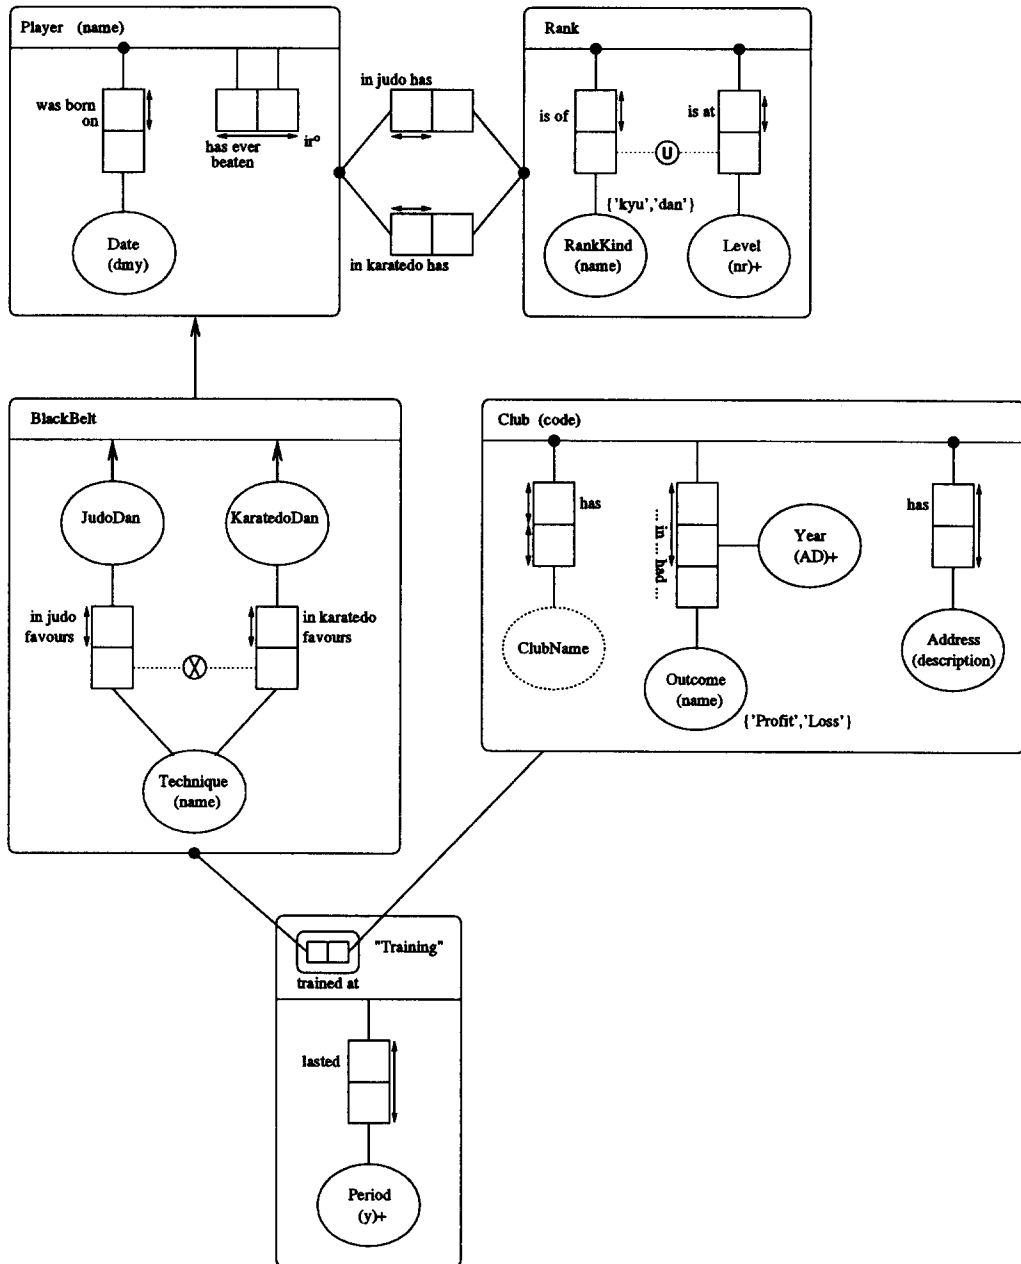 Player (name)
was born
on
has ever
beaten
ir°
Date
(dmy)
in judo has
in karatedo has
Rank
is of
is at
U
{'kyu','dan'}
RankKind
(name)
Level
(nr)+
BlackBelt
JudoDan
KaratedoDan
in judo
favours
in karatedo
favours
X
Technique
(name)
Club (code)
has
... in ... had ...
Year
(AD)+
has
ClubName
Outcome
(name)
{'Profit','Loss'}
Address
(description)
"Training"
trained at
lasted
Period
(y)+